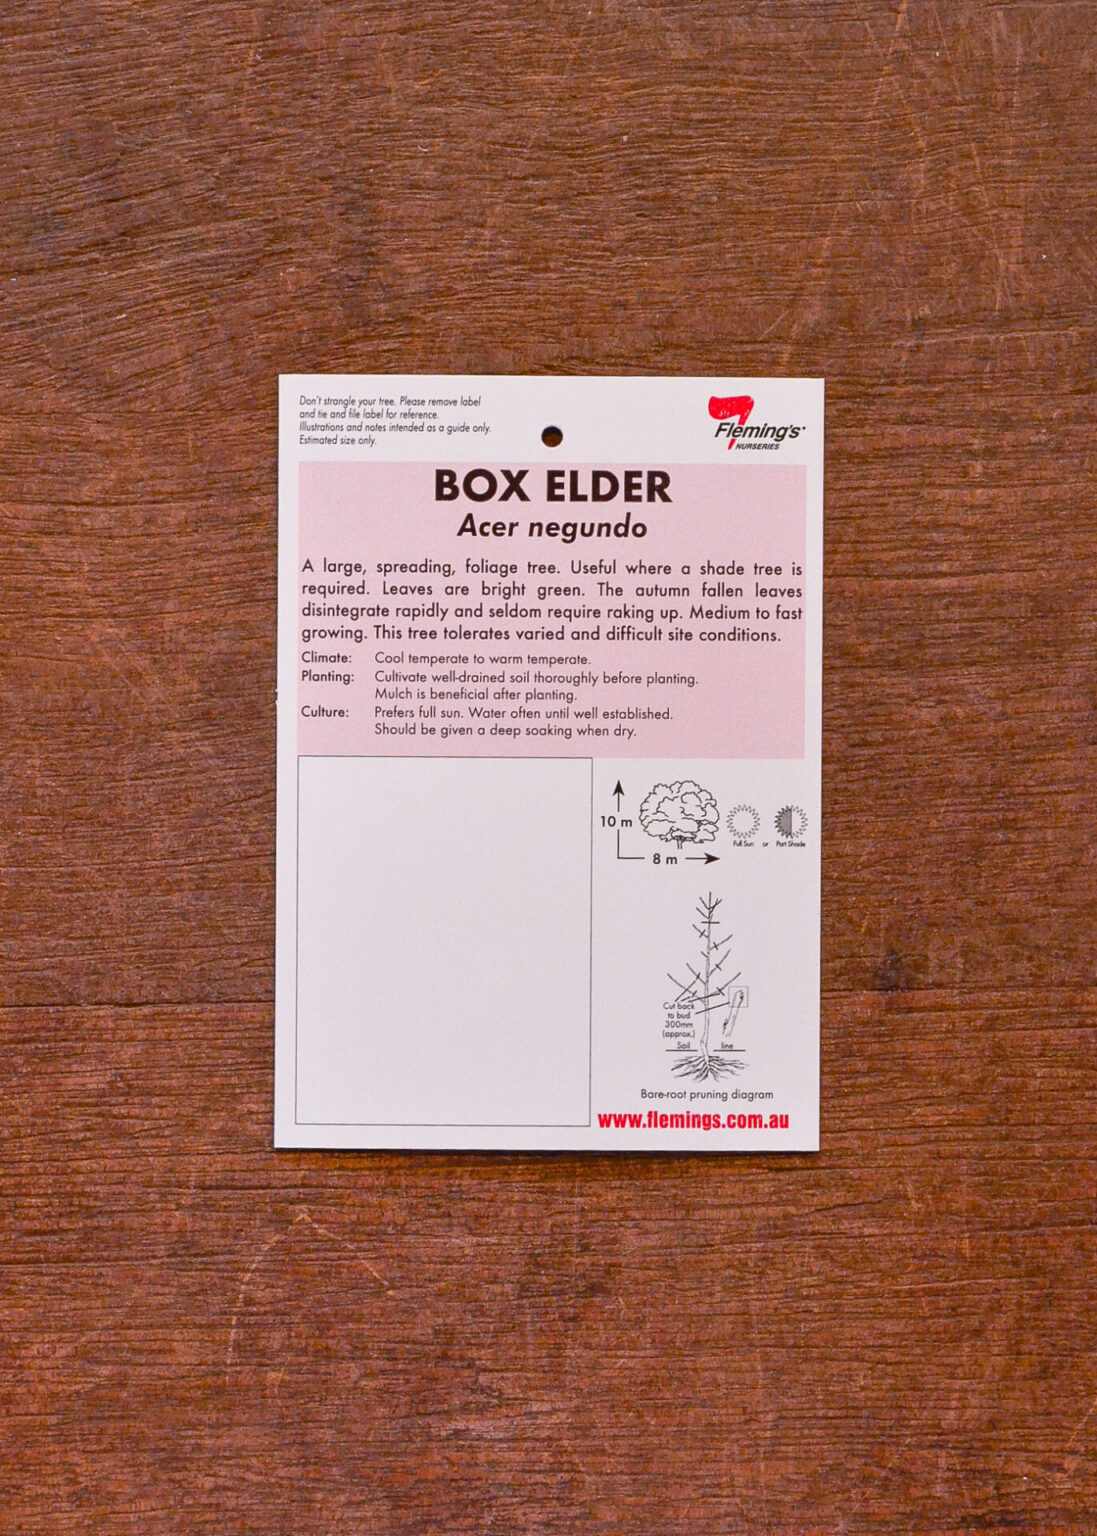 Don't strangle your tree. Please remove label
and tie and file label for reference.
Illustrations and notes intended as a guide only.
Estimated size only.
Fleming's
NURSERIES
BOX ELDER
Acer negundo
A large, spreading, foliage tree. Useful where a shade tree is
required. Leaves are bright green. The autumn fallen leaves
disintegrate rapidly and seldom require raking up. Medium to fast
growing. This tree tolerates varied and difficult site conditions.
Climate: Cool temperate to warm temperate.
Planting: Cultivate well-drained soil thoroughly before planting.
Mulch is beneficial after planting.
Culture: Prefers full sun. Water often until well established.
Should be given a deep soaking when dry.
10 m
8 m
Full Sun or Part Shade
Cut back
to bud
300mm
(approx.)
Soil line
Bare-root pruning diagram
www.flemings.com.au